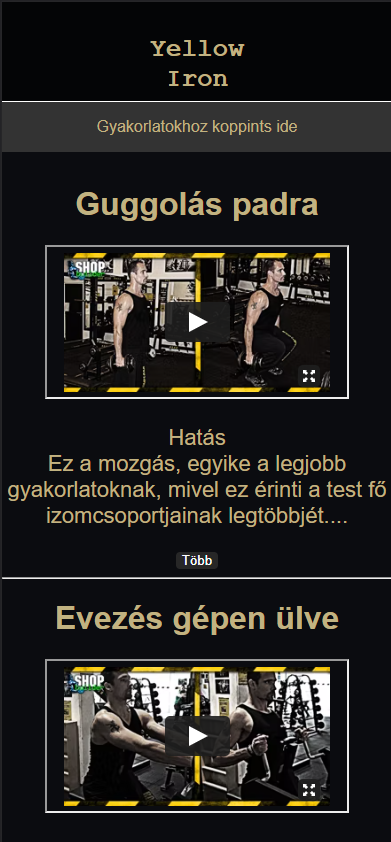 Yellow
Iron
Gyakorlatokhoz koppints ide
Guggolás padra
SHOP
Hatás
Ez a mozgás, egyike a legjobb
gyakorlatoknak, mivel ez érinti a test fő
izomcsoportjainak legtöbbjét....
Több
Evezés gépen ülve
SHOP